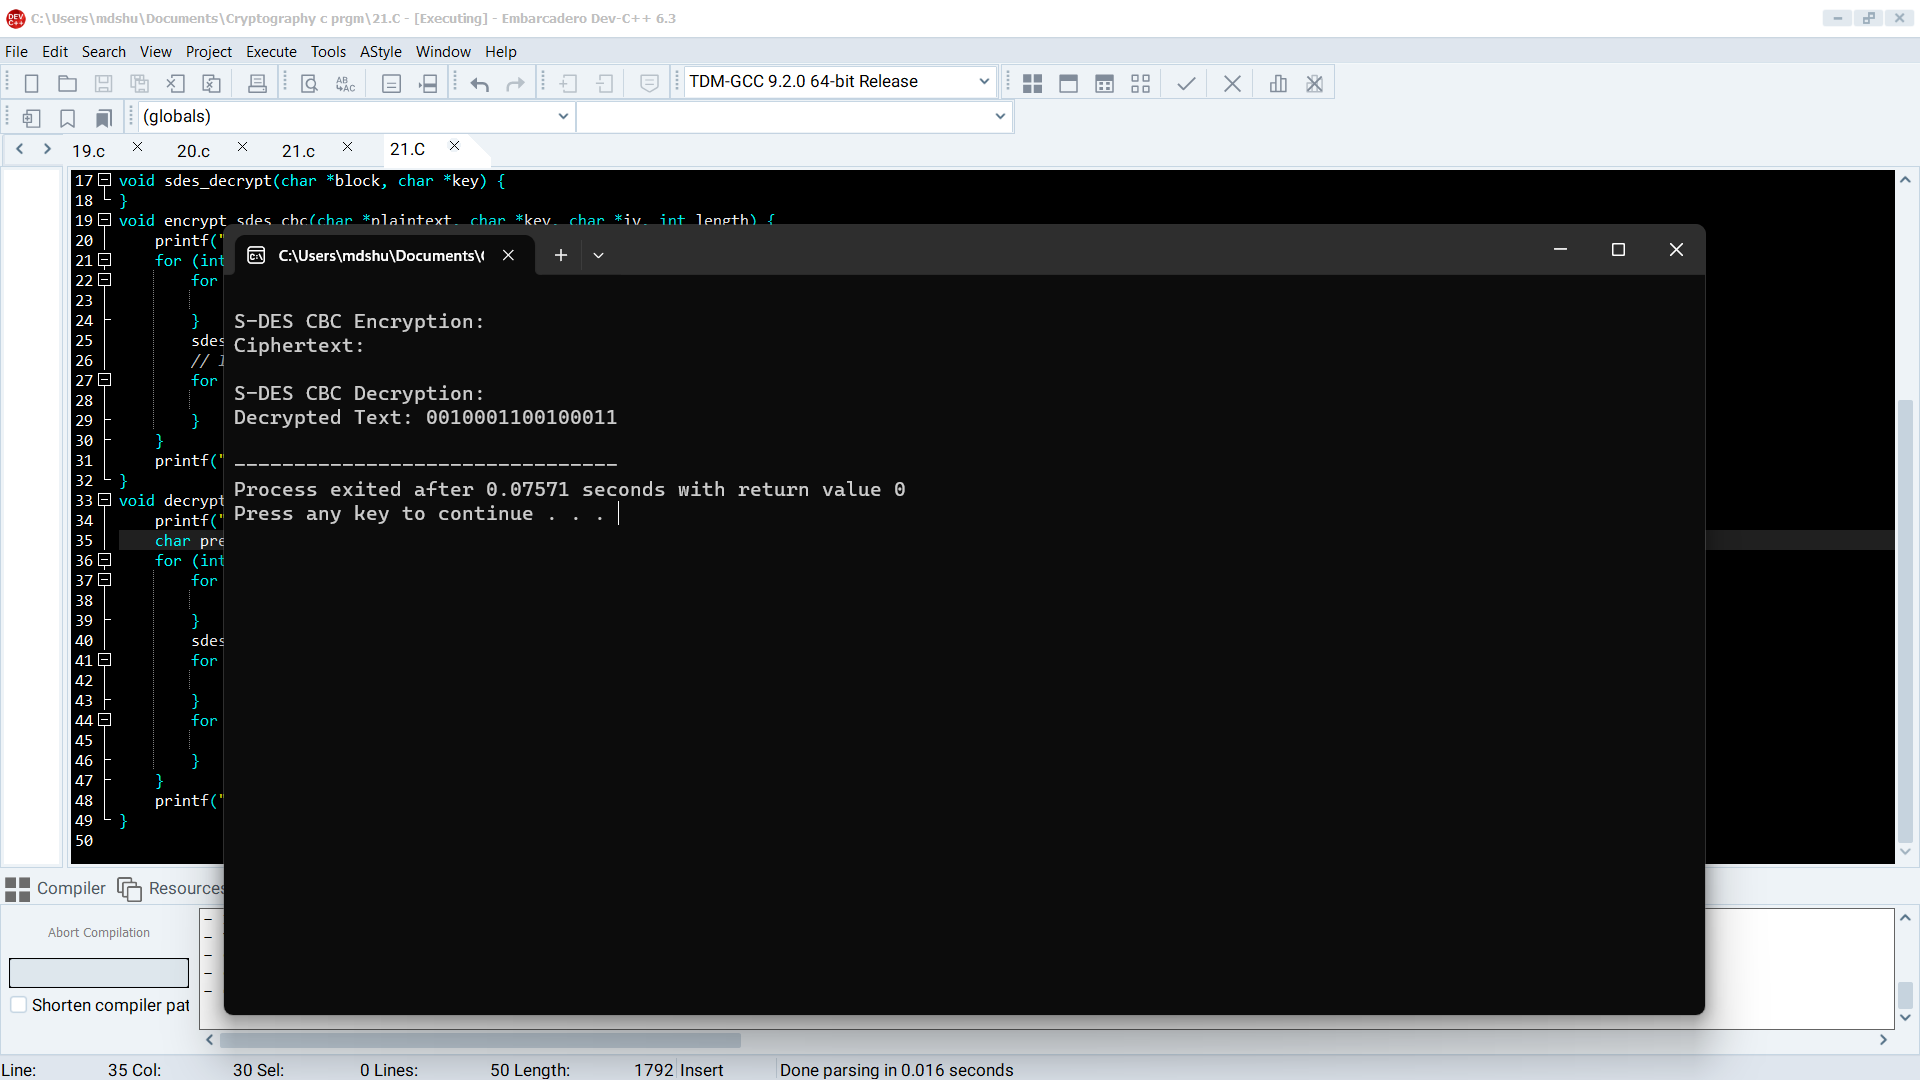 C:\Users\mdshu\Documents\Cryptography c prgm\21.C - [Executing] - Embarcadero Dev-C++ 6.3
File Edit Search View Project Execute Tools AStyle Window Help
TDM-GCC 9.2.0 64-bit Release
(globals)
19.c 20.c 21.c 21.C
17 void sdes_decrypt(char *block, char *key) {
18 }
19 void encrypt_sdes_cbc(char *plaintext, char *key, char *iv, int length) {
20 printf("
21 for (int
22 for
23
24 }
25 sdes
26 //
27 for
28
29 }
30 }
31 printf("
32 }
33 void decrypt
34 printf("
35 char pre
36 for (int
37 for
38
39 }
40 sdes
41 for
42
43 }
44 for
45
46 }
47 }
48 printf("
49 }
50
C:\Users\mdshu\Documents\
S-DES CBC Encryption:
Ciphertext:
S-DES CBC Decryption:
Decrypted Text: 0010001100100011
--------------------------------
Process exited after 0.07571 seconds with return value 0
Press any key to continue . . .
Compiler Resources
Abort Compilation
Shorten compiler pat
Line: 35 Col: 30 Sel: 0 Lines: 50 Length: 1792 Insert Done parsing in 0.016 seconds